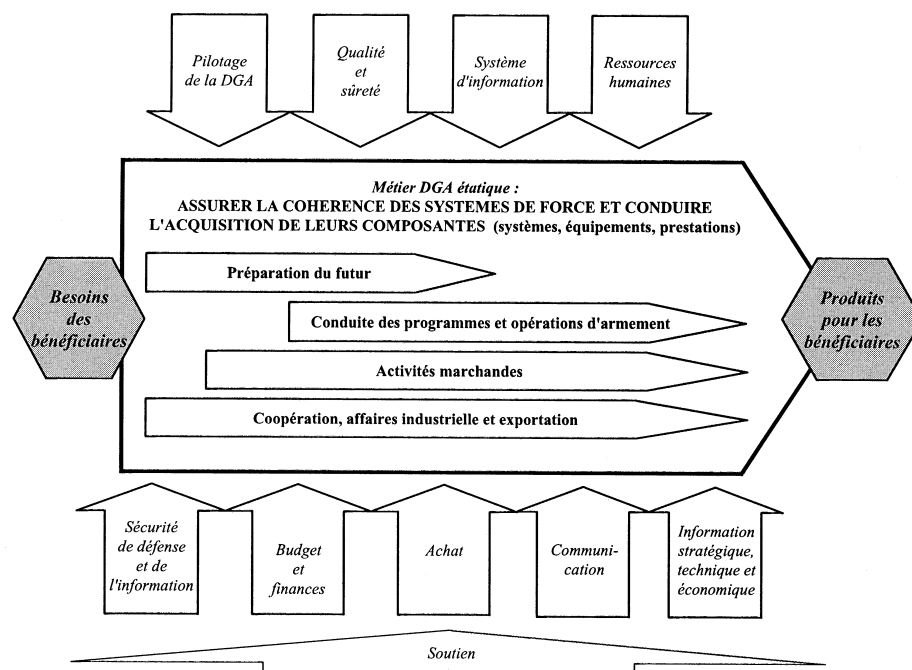 Pilotage
de la DGA
Qualité
et
sûreté
Système
d'information
Ressources
humaines
Métier DGA étatique :
ASSURER LA COHERENCE DES SYSTEMES DE FORCE ET CONDUIRE
L'ACQUISITION DE LEURS COMPOSANTES (systèmes, équipements, prestations)
Besoins
des
bénéficiaires
Préparation du futur
Conduite des programmes et opérations d'armement
Activités marchandes
Coopération, affaires industrielle et exportation
Produits
pour les
bénéficiaires
Sécurité
de défense
et de
l'information
Budget
et
finances
Achat
Communi-
cation
Information
stratégique,
technique et
économique
Soutien